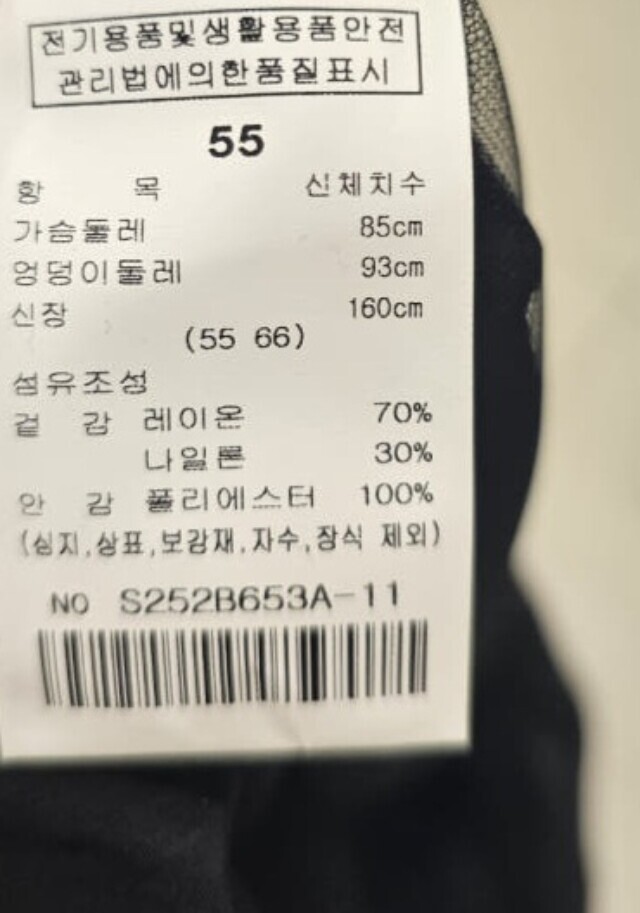 전기용품및생활용품안전
관리법에의한품질표시
55
항 목 신체치수
가슴둘레 85cm
엉덩이둘레 93cm
신장 160cm
(55 66)
섬유조성
겉 감 레이온 70%
나일론 30%
안 감 폴리에스터 100%
(심지,상표,보강재,자수,장식 제외)
NO S252B653A-11